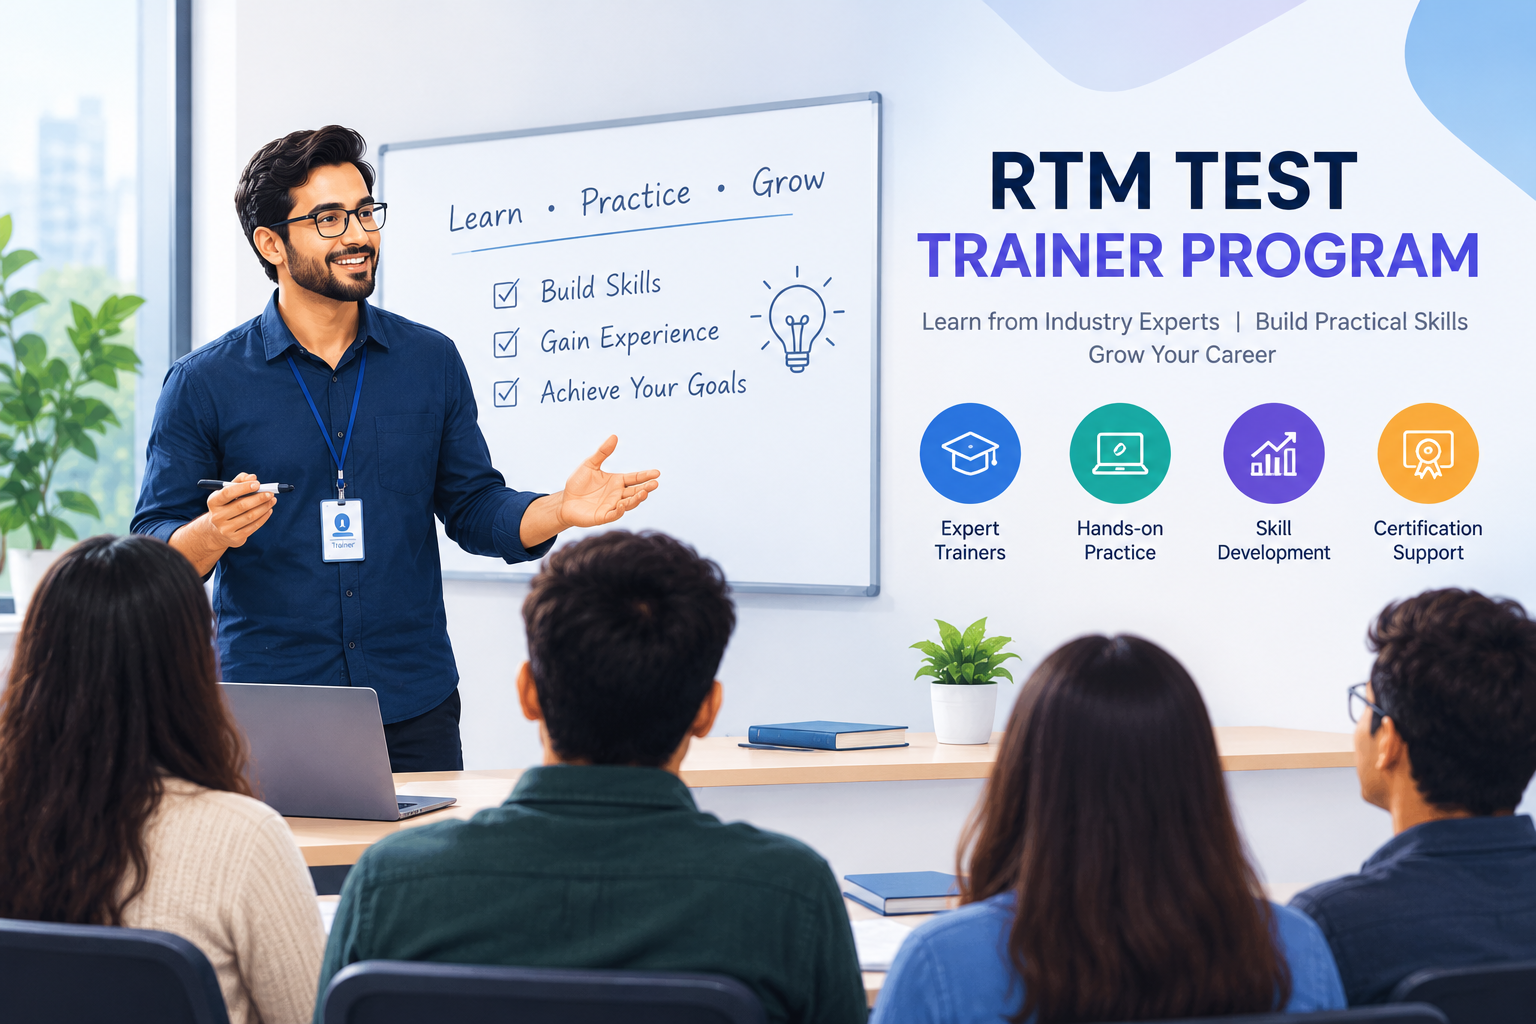 Learn • Practice • Grow
Build Skills
Gain Experience
Achieve Your Goals
Trainer
RTM TEST
TRAINER PROGRAM
Learn from Industry Experts | Build Practical Skills
Grow Your Career
Expert
Trainers
Hands-on
Practice
Skill
Development
Certification
Support